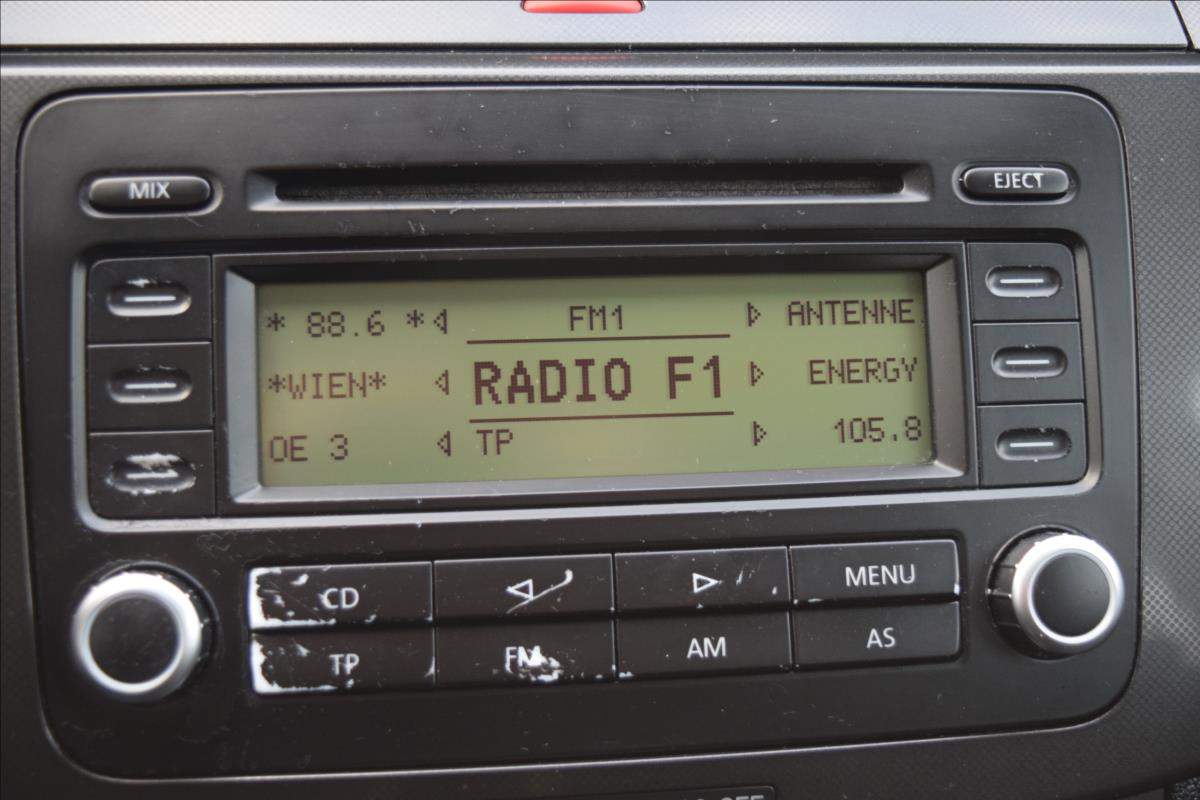 MIX
EJECT
* 88.6 * FM1 ANTENNE
*WIEN* RADIO F1 ENERGY
OE 3 TP 105.8
CD MENU
TP FM AM AS
OFF